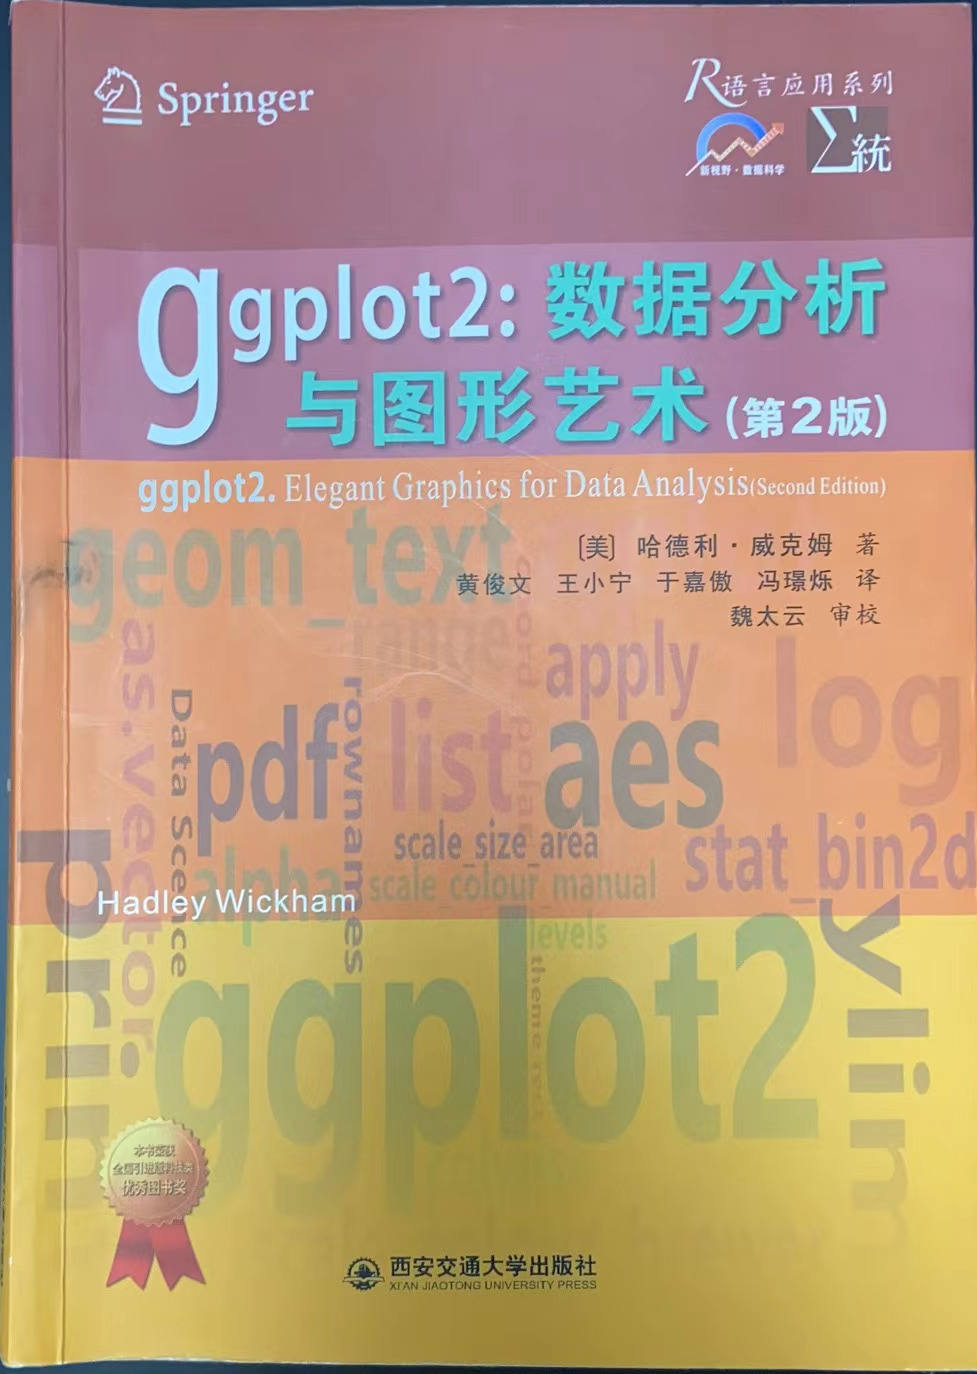 Springer
R语言应用系列
新视野·数据科学
Σ統
ggplot2: 数据分析
与图形艺术(第2版)
ggplot2. Elegant Graphics for Data Analysis(Second Edition)
〔美〕 哈德利·威克姆 著
黄俊文 王小宁 于嘉傲 冯璟烁 译
魏太云 审校
geom_text
range
coord_polar
as.vector
apply
log
Data Science
pdf
rownames
list
aes
scale_size_area
stat_bin2d
alpha
scale_colour_manual
Hadley Wickham
levels
print
ggplot2
ylim
本书荣获
全国引进版科技类
优秀图书奖
西安交通大学出版社
XI'AN JIAOTONG UNIVERSITY PRESS